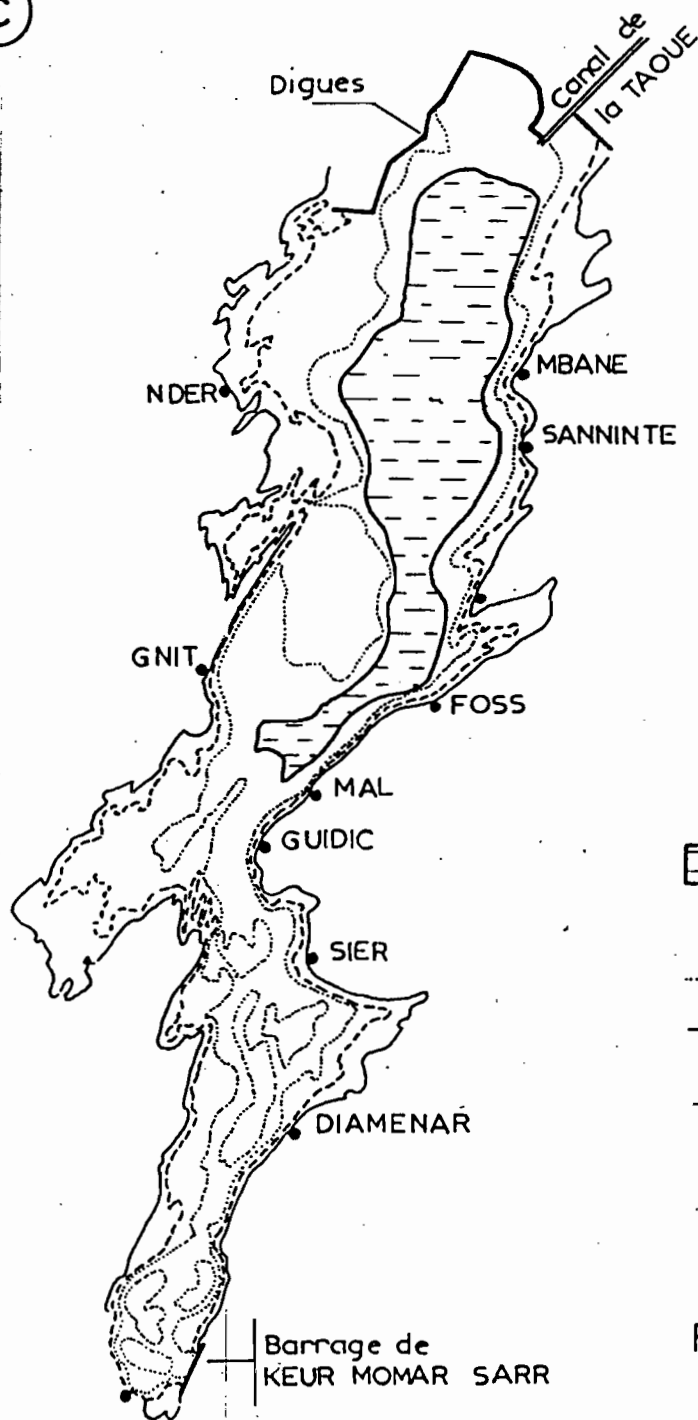 C
Digues
Canal de
la TAOUE
NDER
MBANE
SANNINTE
GNIT
FOSS
MAL
GUIDIC
SIER
DIAMENAR
Barrage de
KEUR MOMAR SARR